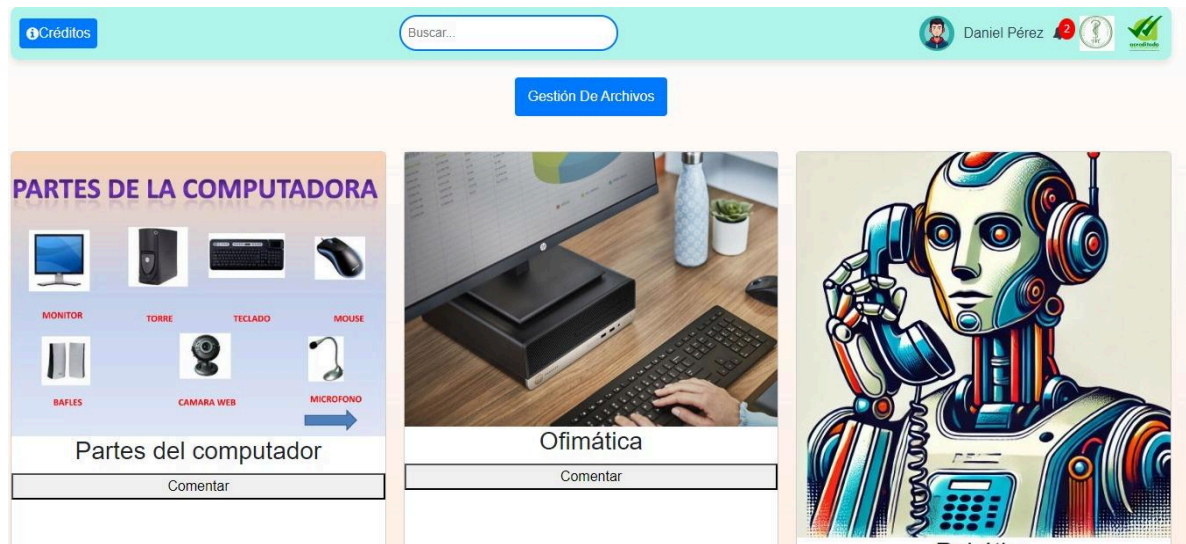 Créditos
Buscar...
Daniel Pérez
2
acreditada
Gestión De Archivos
PARTES DE LA COMPUTADORA
MONITOR
TORRE
TECLADO
MOUSE
BAFLES
CAMARA WEB
MICROFONO
Partes del computador
Comentar
Ofimática
Comentar